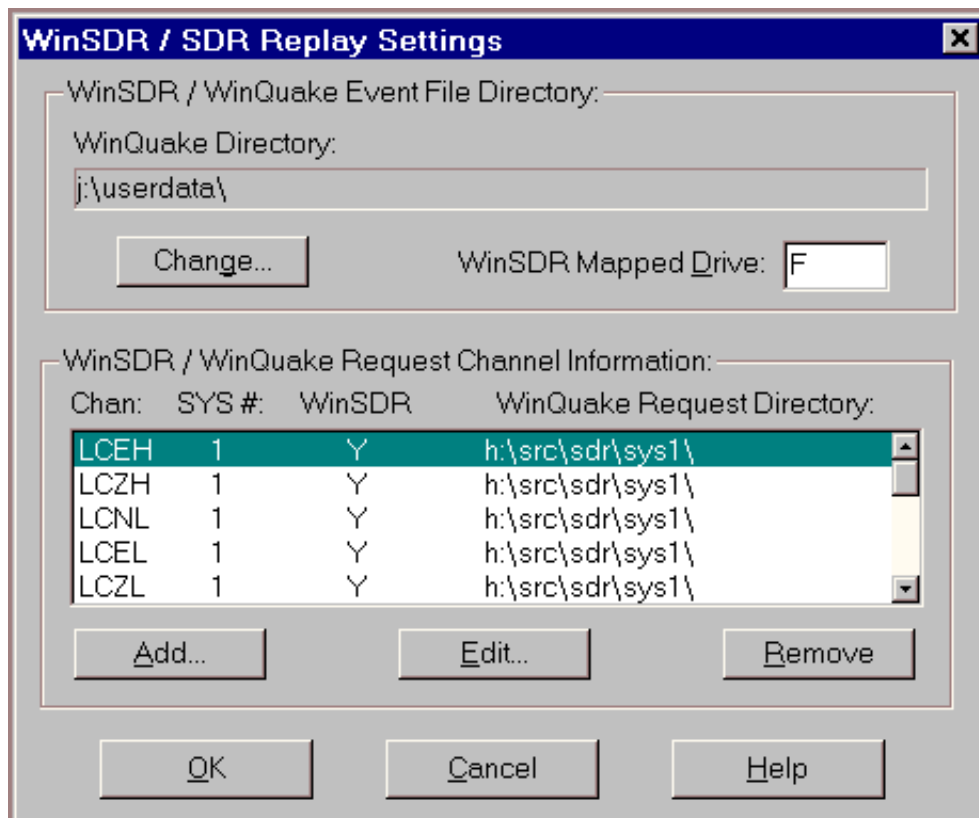 WinSDR / SDR Replay Settings
WinSDR / WinQuake Event File Directory:
WinQuake Directory:
j:\userdata\
Change... WinSDR Mapped Drive: F
WinSDR / WinQuake Request Channel Information:
Chan: SYS #: WinSDR WinQuake Request Directory:
LCEH 1 Y h:\src\sdr\sys1\
LCZH 1 Y h:\src\sdr\sys1\
LCNL 1 Y h:\src\sdr\sys1\
LCEL 1 Y h:\src\sdr\sys1\
LCZL 1 Y h:\src\sdr\sys1\
Add... Edit... Remove
OK Cancel Help